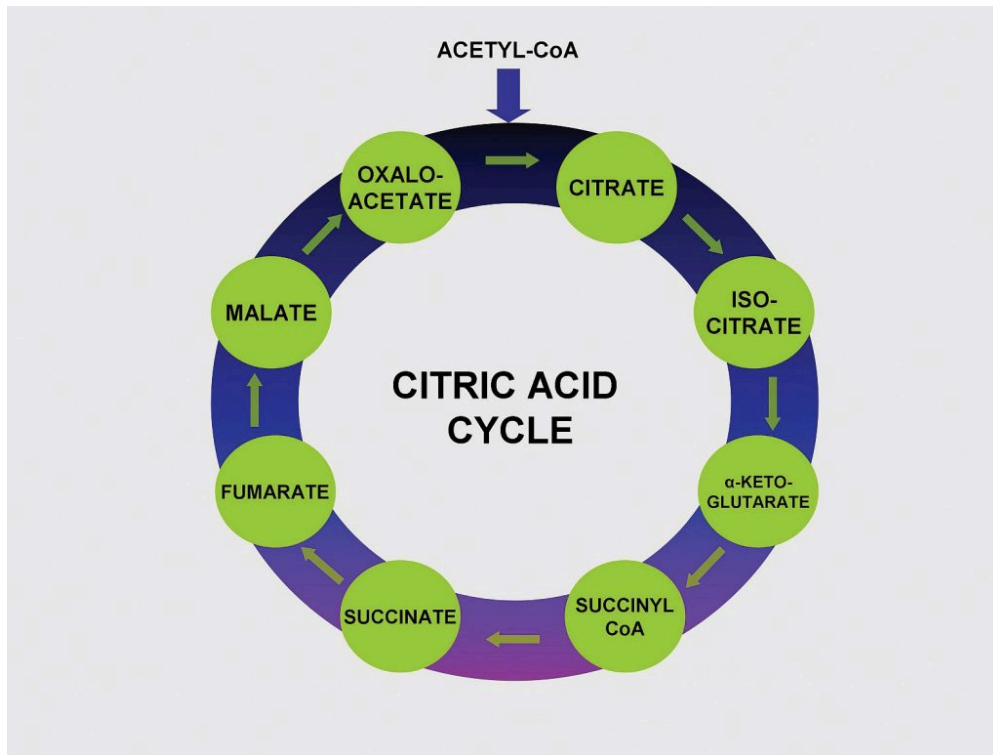 ACETYL-CoA
OXALO-
ACETATE
CITRATE
ISO-
CITRATE
α-KETO-
GLUTARATE
SUCCINYL
CoA
SUCCINATE
FUMARATE
MALATE
CITRIC ACID
CYCLE